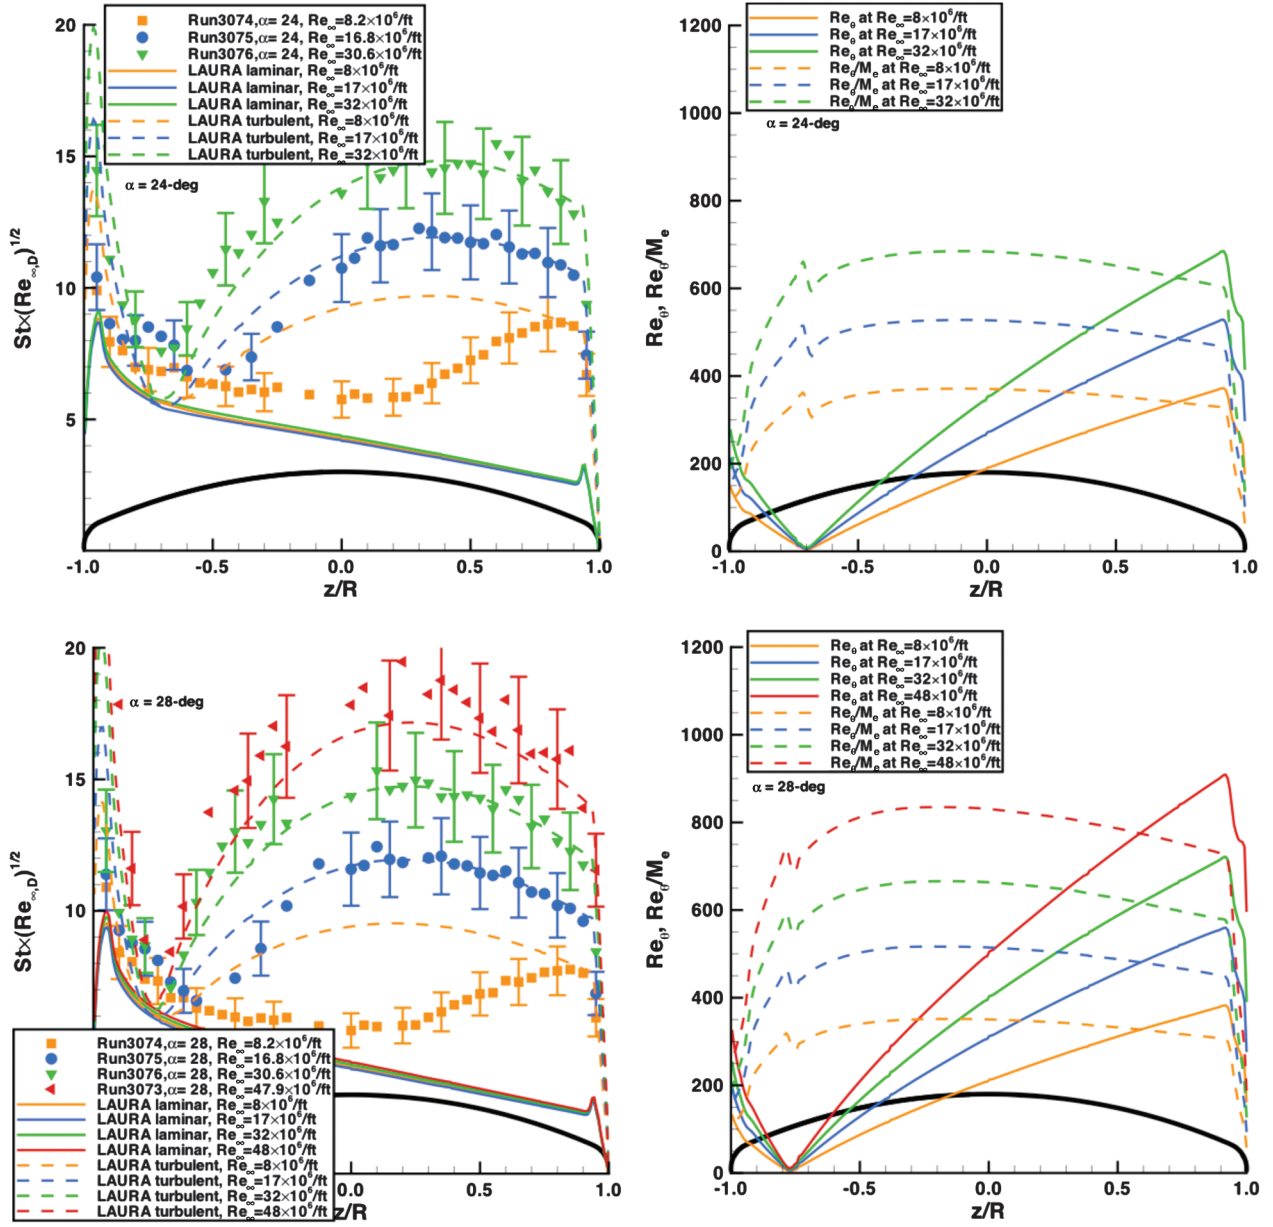 20
15
10
5
St×(Re∞,D)1/2
Run3074,α= 24, Re∞=8.2×10⁶/ft
Run3075,α= 24, Re∞=16.8×10⁶/ft
Run3076,α= 24, Re∞=30.6×10⁶/ft
LAURA laminar, Re∞=8×10⁶/ft
LAURA laminar, Re∞=17×10⁶/ft
LAURA laminar, Re∞=32×10⁶/ft
LAURA turbulent, Re∞=8×10⁶/ft
LAURA turbulent, Re∞=17×10⁶/ft
LAURA turbulent, Re∞=32×10⁶/ft
α = 24-deg
-1.0 -0.5 0.0 0.5 1.0
z/R
1200
1000
800
600
400
200
0
Reθ, Reθ/Me
Reθ at Re∞=8×10⁶/ft
Reθ at Re∞=17×10⁶/ft
Reθ at Re∞=32×10⁶/ft
Reθ/Me at Re∞=8×10⁶/ft
Reθ/Me at Re∞=17×10⁶/ft
Reθ/Me at Re∞=32×10⁶/ft
α = 24-deg
-1.0 -0.5 0.0 0.5 1.0
z/R
20
15
10
St×(Re∞,D)1/2
α = 28-deg
Run3074,α= 28, Re∞=8.2×10⁶/ft
Run3075,α= 28, Re∞=16.8×10⁶/ft
Run3076,α= 28, Re∞=30.6×10⁶/ft
Run3073,α= 28, Re∞=47.9×10⁶/ft
LAURA laminar, Re∞=8×10⁶/ft
LAURA laminar, Re∞=17×10⁶/ft
LAURA laminar, Re∞=32×10⁶/ft
LAURA laminar, Re∞=48×10⁶/ft
LAURA turbulent, Re∞=8×10⁶/ft
LAURA turbulent, Re∞=17×10⁶/ft
LAURA turbulent, Re∞=32×10⁶/ft
LAURA turbulent, Re∞=48×10⁶/ft
0.0 0.5 1.0
z/R
1200
1000
800
600
400
200
0
Reθ, Reθ/Me
Reθ at Re∞=8×10⁶/ft
Reθ at Re∞=17×10⁶/ft
Reθ at Re∞=32×10⁶/ft
Reθ at Re∞=48×10⁶/ft
Reθ/Me at Re∞=8×10⁶/ft
Reθ/Me at Re∞=17×10⁶/ft
Reθ/Me at Re∞=32×10⁶/ft
Reθ/Me at Re∞=48×10⁶/ft
α = 28-deg
-1.0 -0.5 0.0 0.5 1.0
z/R